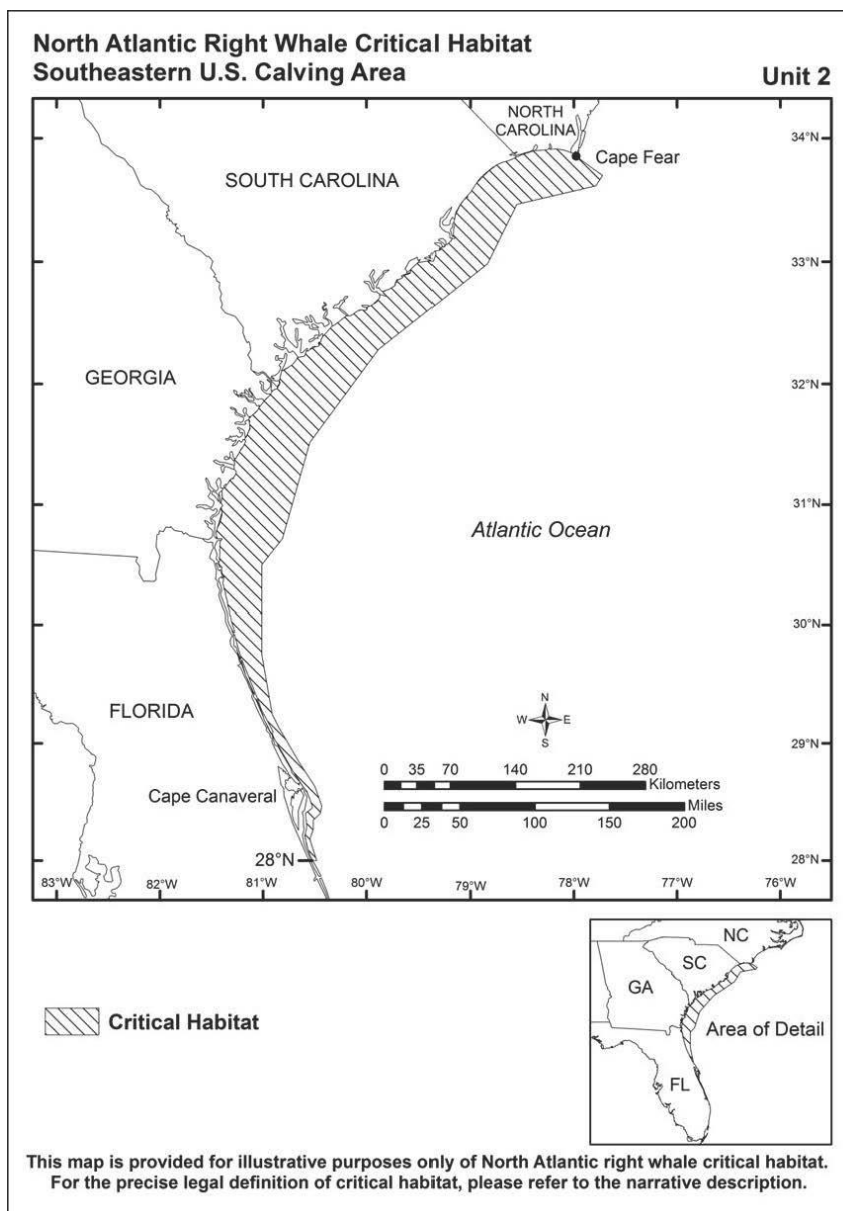 North Atlantic Right Whale Critical Habitat
Southeastern U.S. Calving Area
Unit 2
NORTH
CAROLINA
34°N
Cape Fear
SOUTH CAROLINA
33°N
GEORGIA
32°N
31°N
Atlantic Ocean
30°N
FLORIDA
N
W E
S
29°N
0 35 70 140 210 280
Kilometers
Cape Canaveral
Miles
0 25 50 100 150 200
28°N
28°N
83°W 82°W 81°W 80°W 79°W 78°W 77°W 76°W
NC
SC
GA
Area of Detail
FL
Critical Habitat
This map is provided for illustrative purposes only of North Atlantic right whale critical habitat.
For the precise legal definition of critical habitat, please refer to the narrative description.